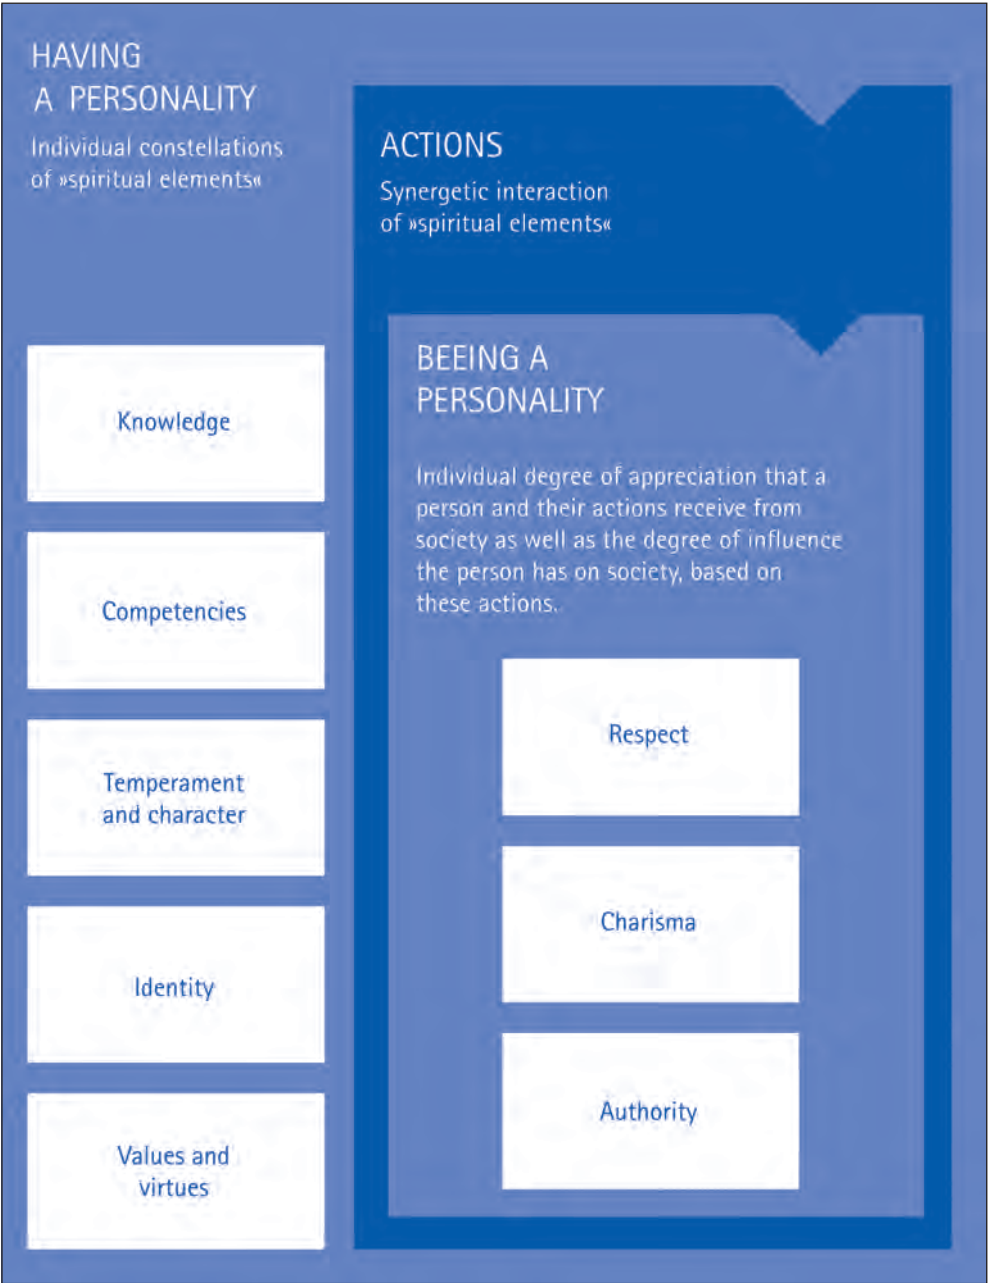 HAVING
A PERSONALITY
Individual constellations
of »spiritual elements«
Knowledge
Competencies
Temperament
and character
Identity
Values and
virtues
ACTIONS
Synergetic interaction
of »spiritual elements«
BEEING A
PERSONALITY
Individual degree of appreciation that a
person and their actions receive from
society as well as the degree of influence
the person has on society, based on
these actions.
Respect
Charisma
Authority